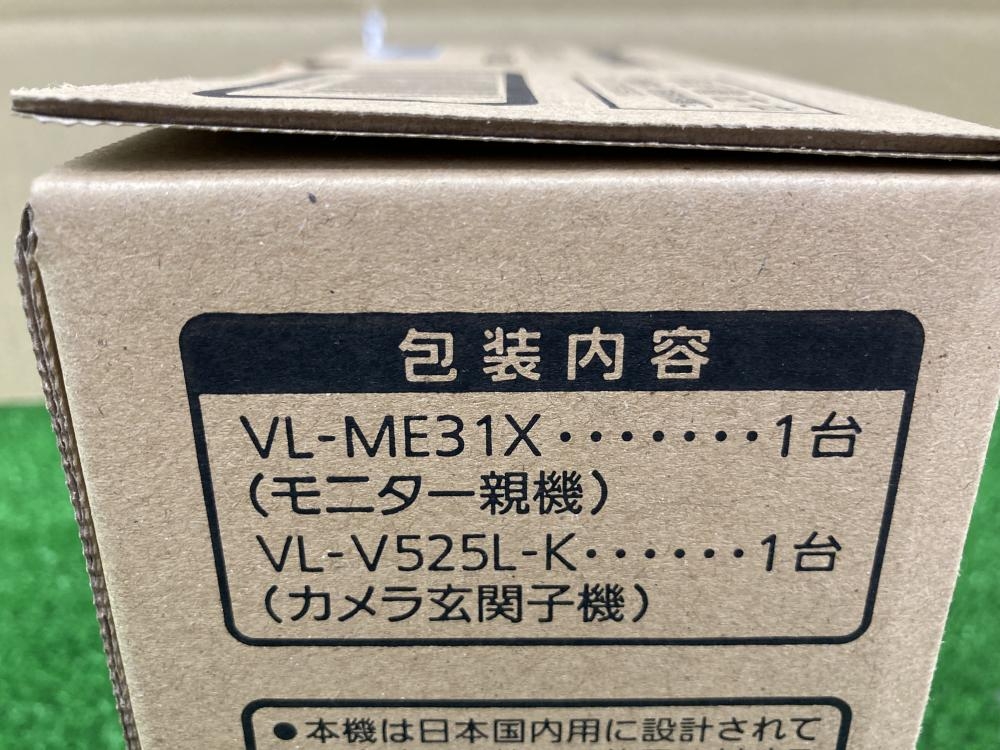 包装内容
VL-ME31X・・・・・・・1台
(モニター親機)
VL-V525L-K・・・・・・1台
(カメラ玄関子機)
●本機は日本国内用に設計されて